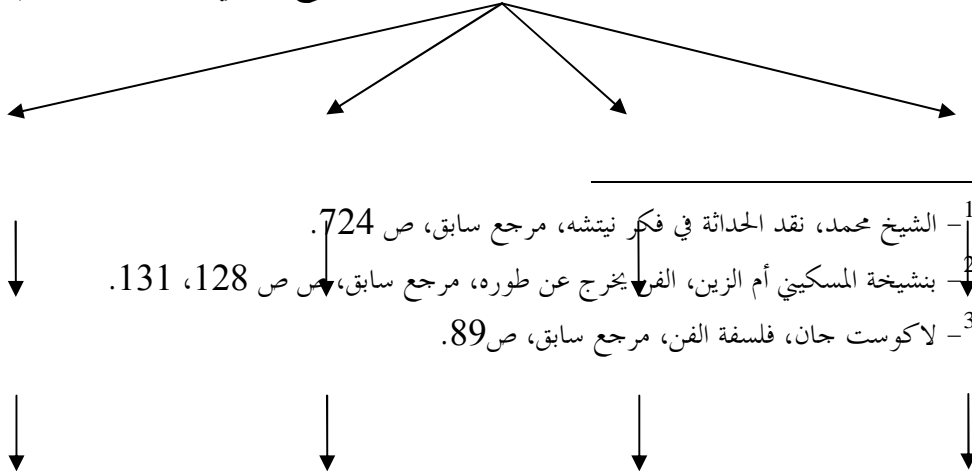 1- الشيخ محمد، نقد الحداثة في فكر نيتشه، مرجع سابق، ص 724.
2- بنشيخة المسكيني أم الزين، الفن يخرج عن طوره، مرجع سابق، ص ص 128، 131.
3- لاكوست جان، فلسفة الفن، مرجع سابق، ص89.